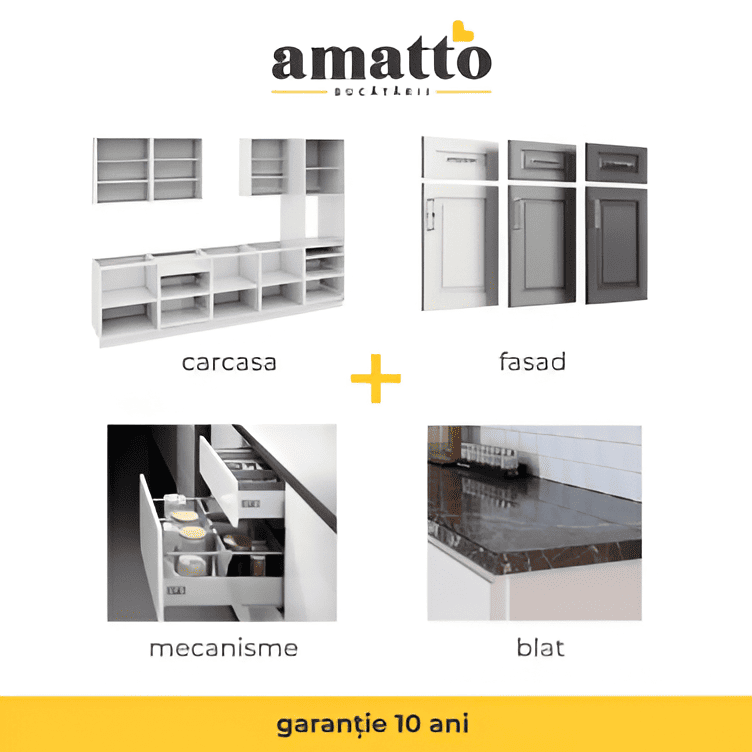 amatto
BUCĂTĂRII
carcasa
fasad
mecanisme
blat
garanție 10 ani